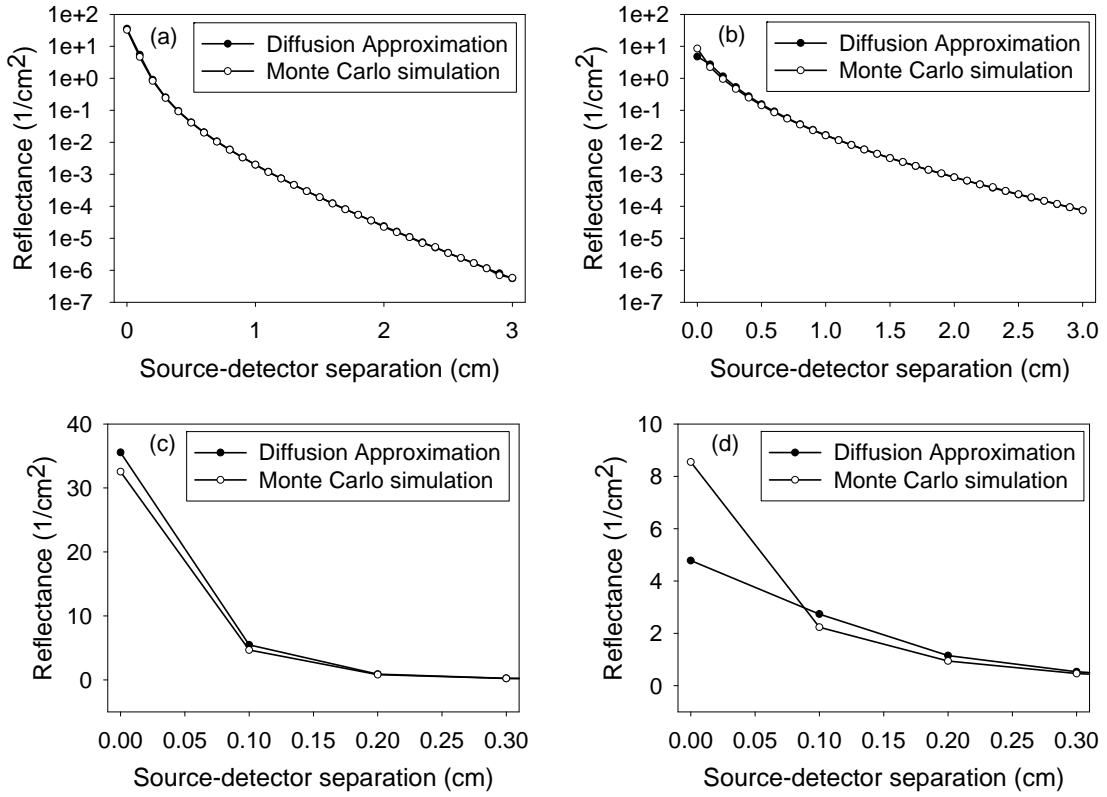 (a)
Diffusion Approximation
Monte Carlo simulation
Reflectance (1/cm2)
1e+2
1e+1
1e+0
1e-1
1e-2
1e-3
1e-4
1e-5
1e-6
1e-7
0 1 2 3
Source-detector separation (cm)
(b)
Diffusion Approximation
Monte Carlo simulation
Reflectance (1/cm2)
1e+2
1e+1
1e+0
1e-1
1e-2
1e-3
1e-4
1e-5
1e-6
1e-7
0.0 0.5 1.0 1.5 2.0 2.5 3.0
Source-detector separation (cm)
(c)
Diffusion Approximation
Monte Carlo simulation
Reflectance (1/cm2)
40
30
20
10
0
0.00 0.05 0.10 0.15 0.20 0.25 0.30
Source-detector separation (cm)
(d)
Diffusion Approximation
Monte Carlo simulation
Reflectance (1/cm2)
10
8
6
4
2
0
0.00 0.05 0.10 0.15 0.20 0.25 0.30
Source-detector separation (cm)